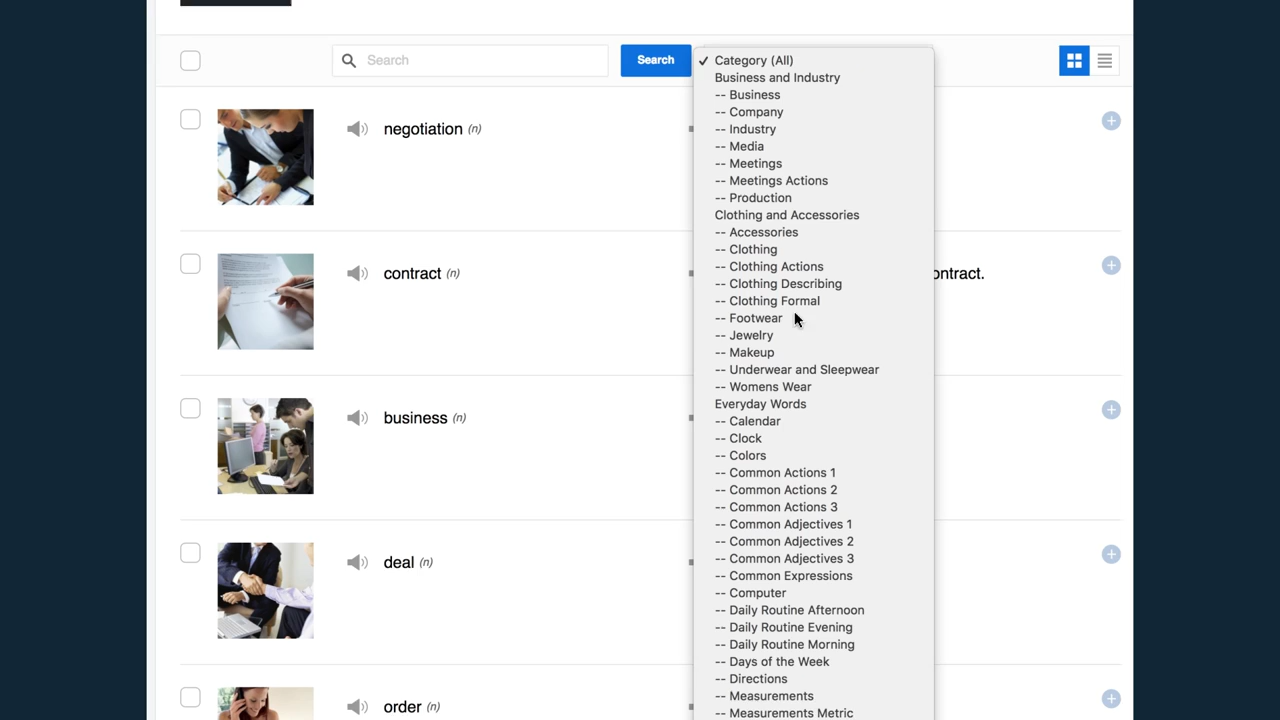 Search
Search
✓ Category (All)
Business and Industry
-- Business
-- Company
-- Industry
-- Media
-- Meetings
-- Meetings Actions
-- Production
Clothing and Accessories
-- Accessories
-- Clothing
-- Clothing Actions
-- Clothing Describing
-- Clothing Formal
-- Footwear
-- Jewelry
-- Makeup
-- Underwear and Sleepwear
-- Womens Wear
Everyday Words
-- Calendar
-- Clock
-- Colors
-- Common Actions 1
-- Common Actions 2
-- Common Actions 3
-- Common Adjectives 1
-- Common Adjectives 2
-- Common Adjectives 3
-- Common Expressions
-- Computer
-- Daily Routine Afternoon
-- Daily Routine Evening
-- Daily Routine Morning
-- Days of the Week
-- Directions
-- Measurements
-- Measurements Metric
negotiation (n)
contract (n)
ontract.
business (n)
deal (n)
order (n)